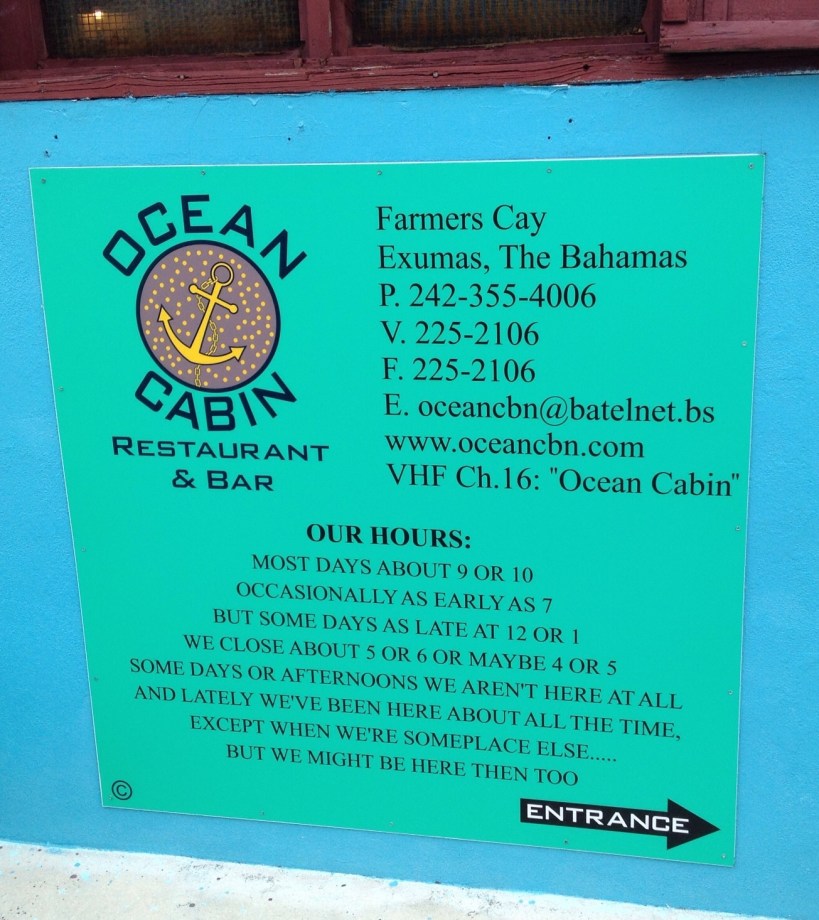 OCEAN
CABIN
RESTAURANT
& BAR
Farmers Cay
Exumas, The Bahamas
P. 242-355-4006
V. 225-2106
F. 225-2106
E. oceancbn@batelnet.bs
www.oceancbn.com
VHF Ch.16: "Ocean Cabin"
OUR HOURS:
MOST DAYS ABOUT 9 OR 10
OCCASIONALLY AS EARLY AS 7
BUT SOME DAYS AS LATE AT 12 OR 1
WE CLOSE ABOUT 5 OR 6 OR MAYBE 4 OR 5
SOME DAYS OR AFTERNOONS WE AREN'T HERE AT ALL
AND LATELY WE'VE BEEN HERE ABOUT ALL THE TIME,
EXCEPT WHEN WE'RE SOMEPLACE ELSE.....
BUT WE MIGHT BE HERE THEN TOO
©
ENTRANCE